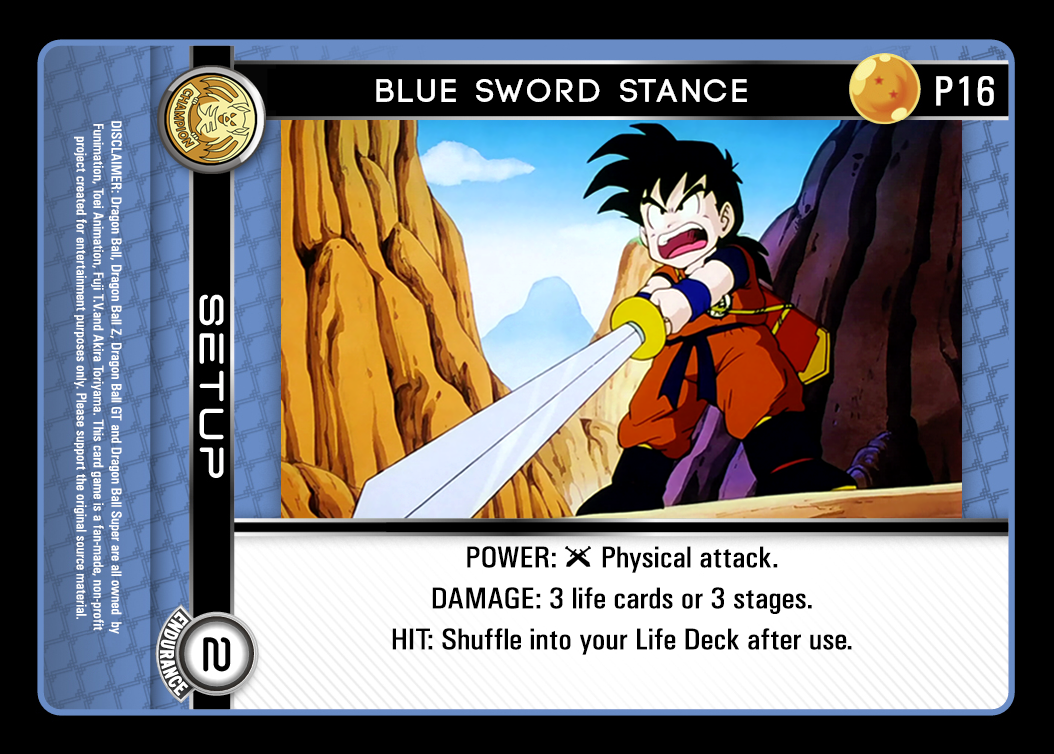 BLUE SWORD STANCE
P16
CHAMPION
SETUP
POWER: Physical attack.
DAMAGE: 3 life cards or 3 stages.
HIT: Shuffle into your Life Deck after use.
ENDURANCE
2
DISCLAIMER: Dragon Ball, Dragon Ball Z, Dragon Ball GT and Dragon Ball Super are all owned by
Funimation, Toei Animation, Fuji T.V.and Akira Toriyama. This card game is a fan-made, non-profit
project created for entertainment purposes only. Please support the original source material.